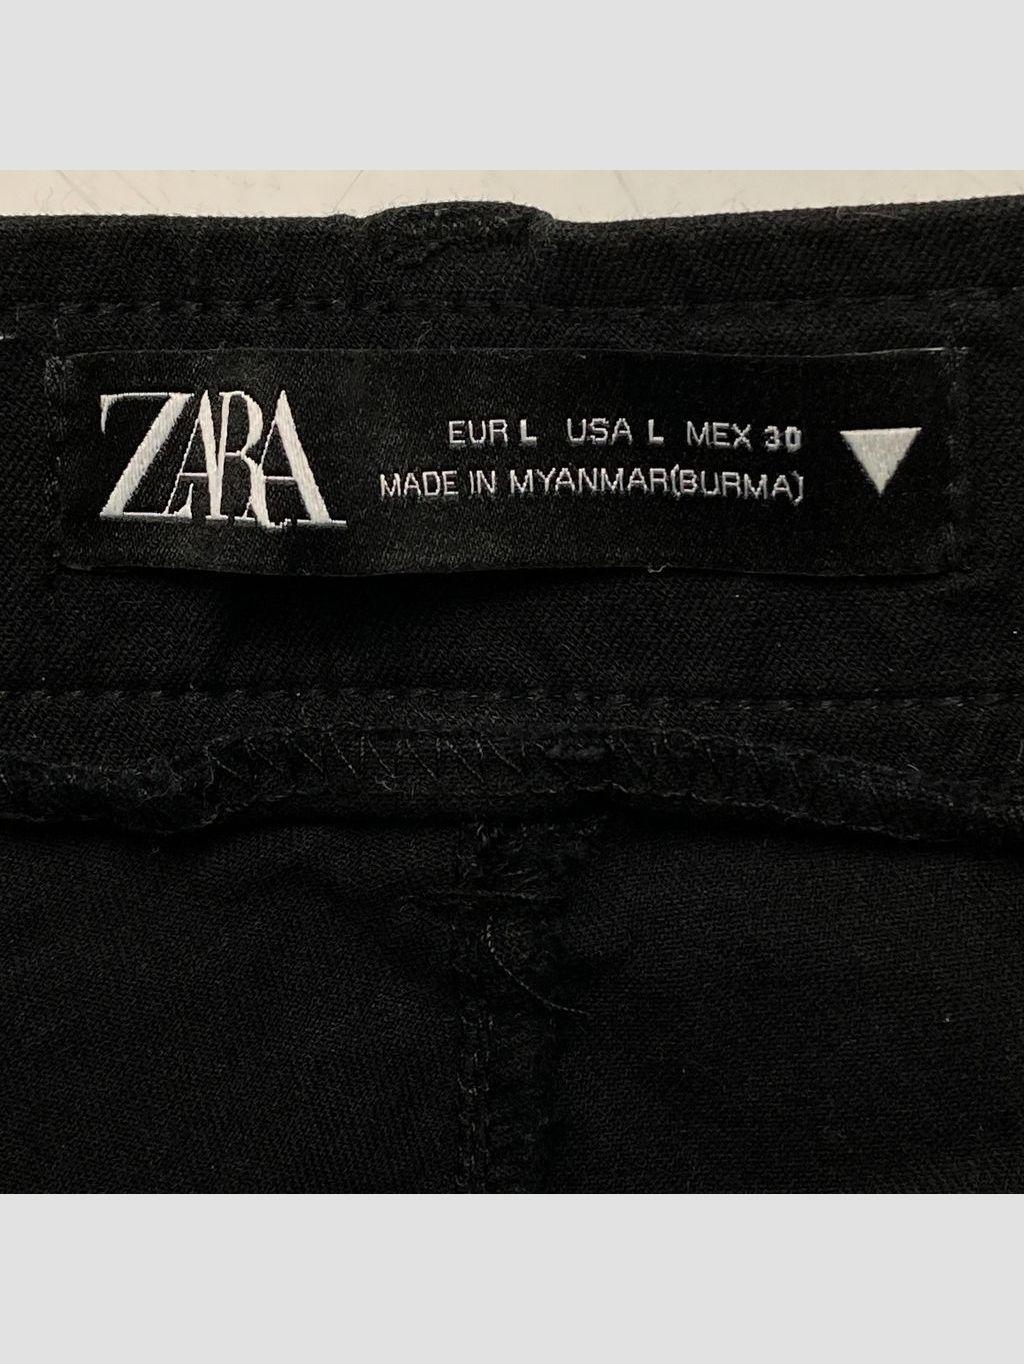 ZARA
EUR L USA L MEX 30
MADE IN MYANMAR(BURMA)